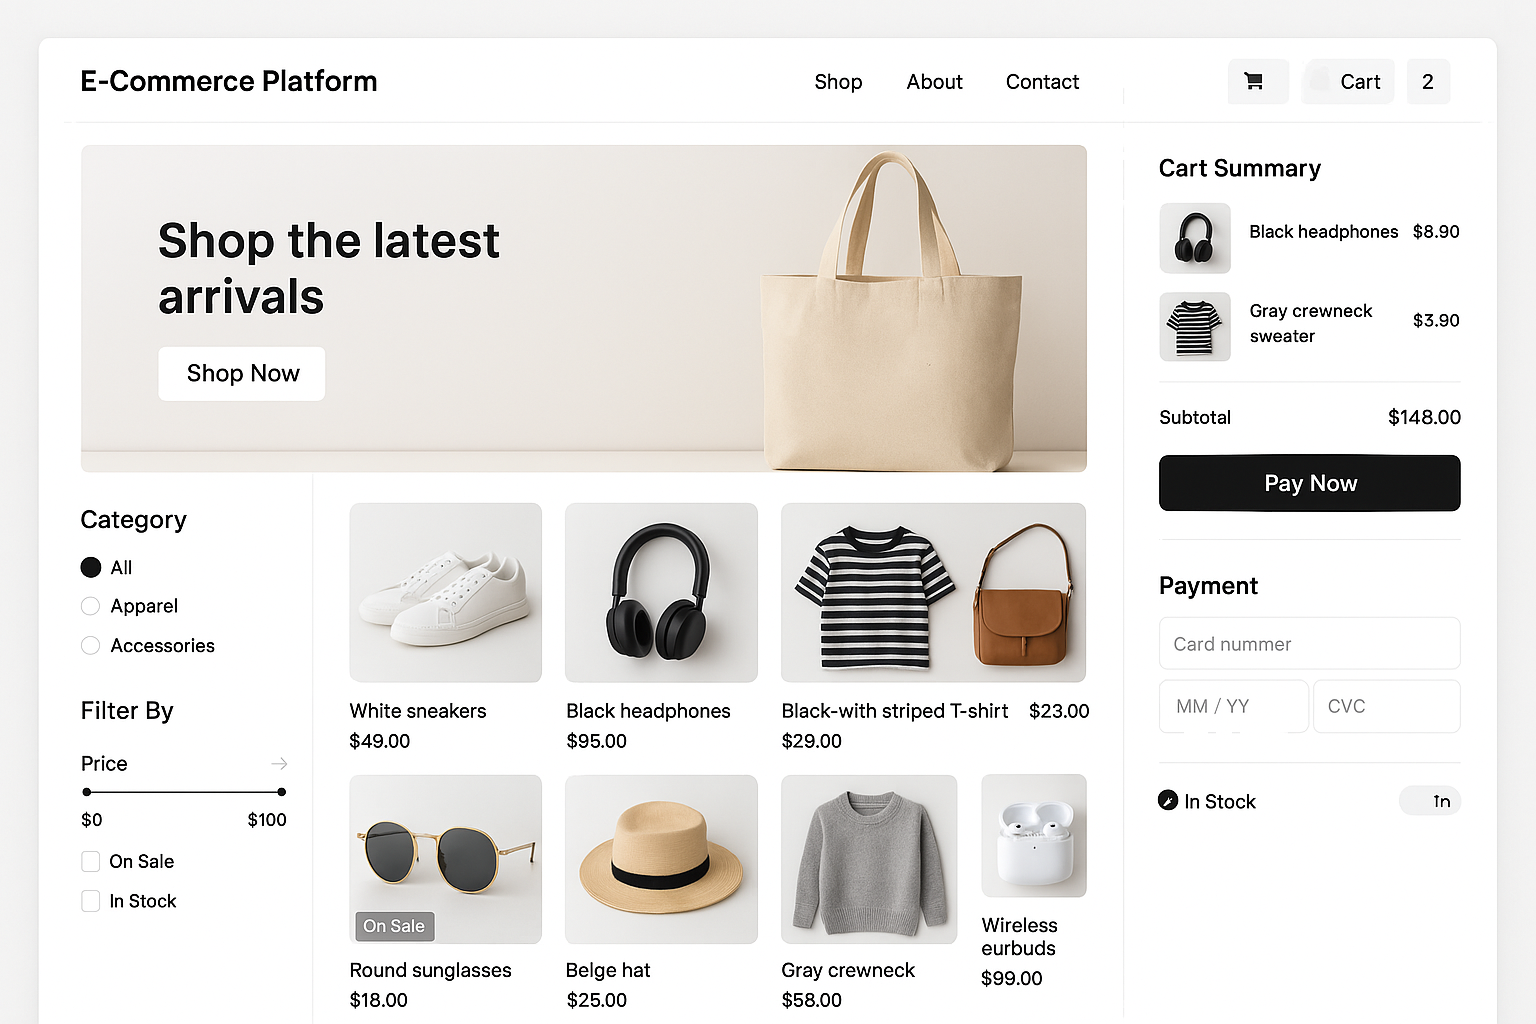 E-Commerce Platform
Shop About Contact
Cart 2
Shop the latest
arrivals
Shop Now
Category
All
Apparel
Accessories
Filter By
Price
$0 $100
On Sale
In Stock
White sneakers
$49.00
Black headphones
$95.00
Black-with striped T-shirt $23.00
$29.00
On Sale
Round sunglasses
$18.00
Belge hat
$25.00
Gray crewneck
$58.00
Wireless
eurbuds
$99.00
Cart Summary
Black headphones $8.90
Gray crewneck
sweater
$3.90
Subtotal $148.00
Pay Now
Payment
Card nummer
MM / YY CVC
In Stock